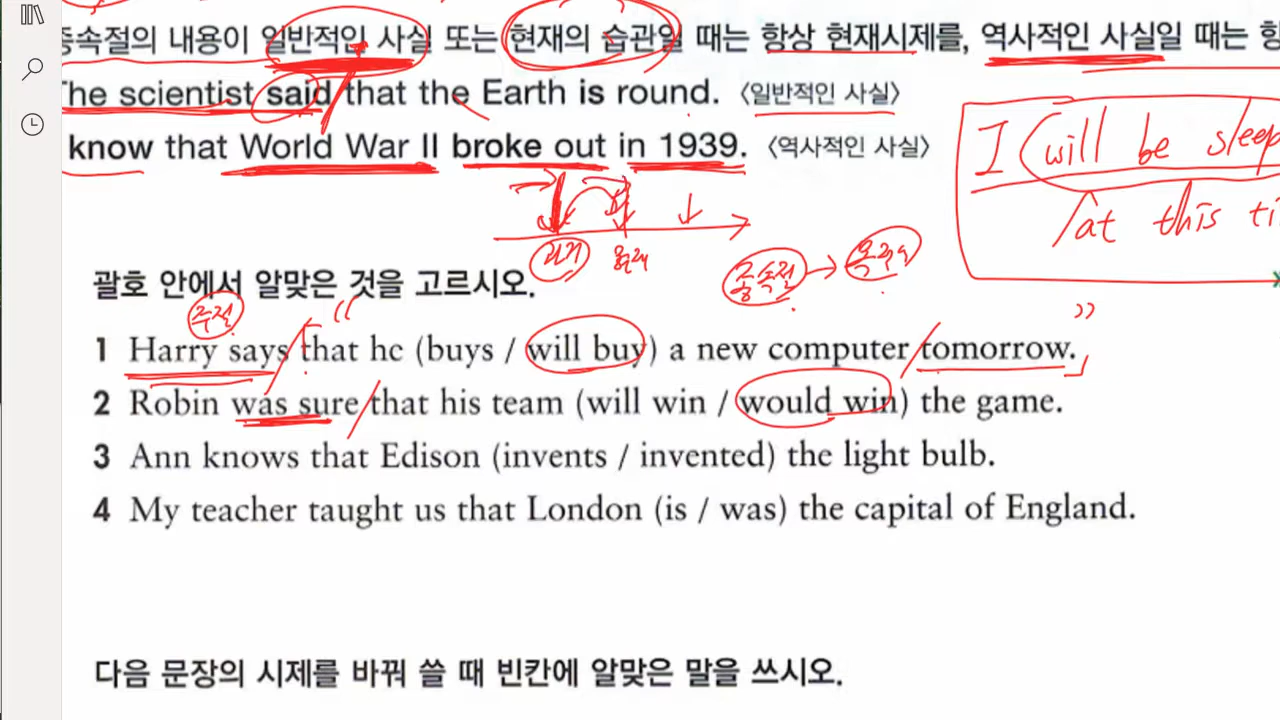 종속절의 내용이 일반적인 사실 또는 현재의 습관일 때는 항상 현재시제를, 역사적인 사실일 때는 항
The scientist said that the Earth is round. 〈일반적인 사실〉
know that World War II broke out in 1939. 〈역사적인 사실〉
I will be sleep
at this ti
과거 현재
종속절 → 목적어
괄호 안에서 알맞은 것을 고르시오.
주절
1 Harry says that he (buys / will buy) a new computer tomorrow.
2 Robin was sure that his team (will win / would win) the game.
3 Ann knows that Edison (invents / invented) the light bulb.
4 My teacher taught us that London (is / was) the capital of England.
다음 문장의 시제를 바꿔 쓸 때 빈칸에 알맞은 말을 쓰시오.